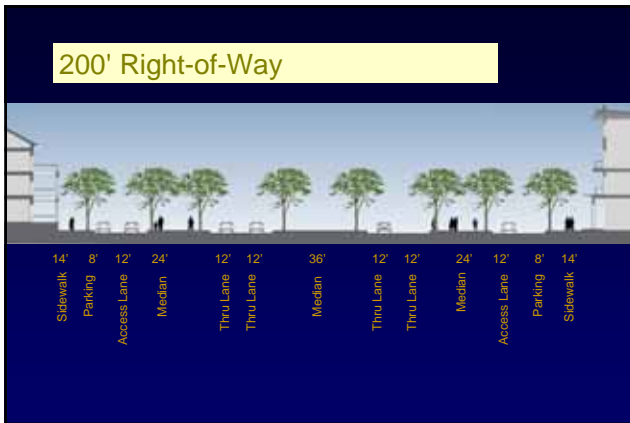 200' Right-of-Way
14' 8' 12' 24' 12' 12' 36' 12' 12' 24' 12' 8' 14'
Sidewalk Parking Access Lane Median Thru Lane Thru Lane Median Thru Lane Thru Lane Median Access Lane Parking Sidewalk